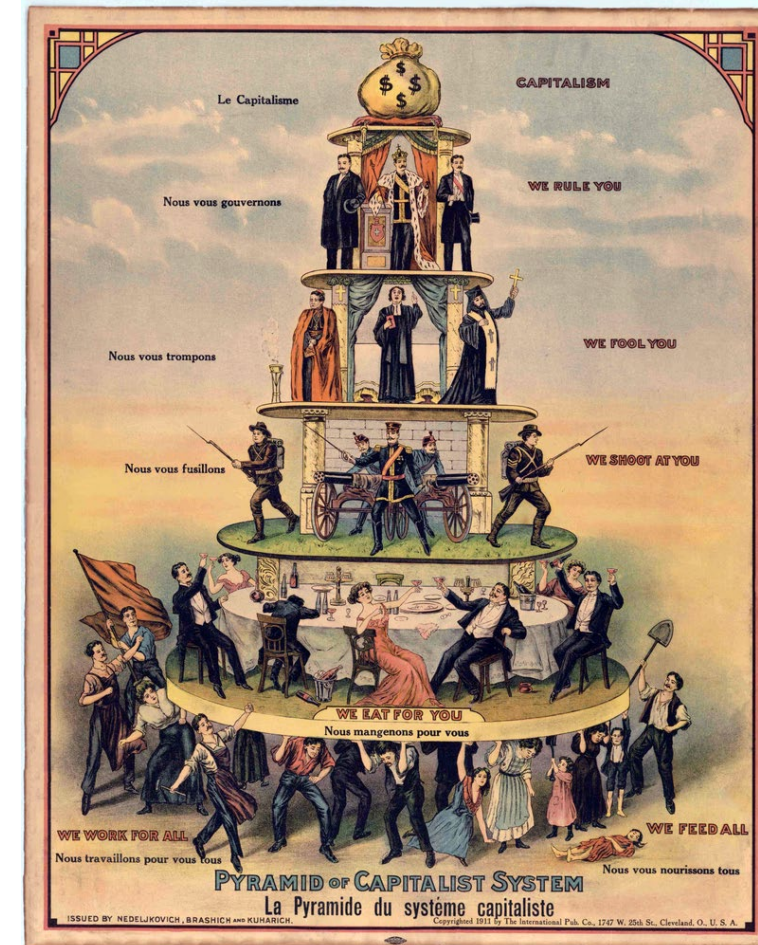 $ $ $ $
Le Capitalisme
CAPITALISM
Nous vous gouvernons
WE RULE YOU
Nous vous trompons
WE FOOL YOU
Nous vous fusillons
WE SHOOT AT YOU
WE EAT FOR YOU
Nous mangenons pour vous
WE WORK FOR ALL
WE FEED ALL
Nous travaillons pour vous tous
Nous vous nourissons tous
PYRAMID OF CAPITALIST SYSTEM
La Pyramide du systéme capitaliste
ISSUED BY NEDELJKOVICH, BRASHICH AND KUHARICH.
Copyrighted 1911 by The International Pub. Co., 1747 W. 25th St., Cleveland, O., U. S. A.